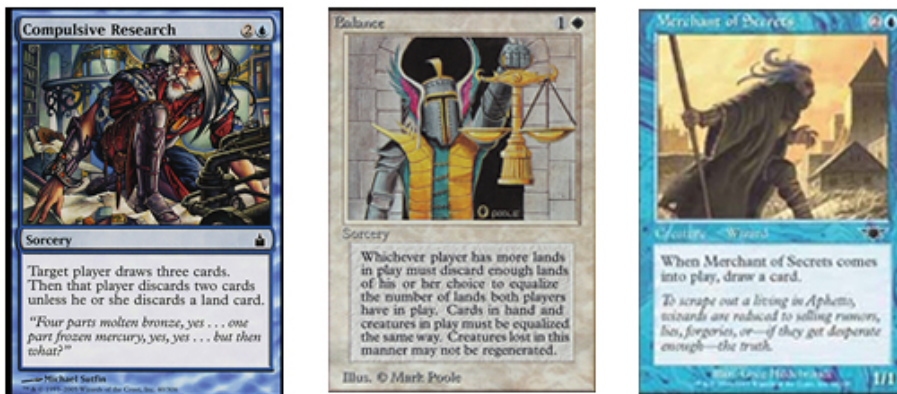 Compulsive Research 2
Sorcery
Target player draws three cards.
Then that player discards two cards
unless he or she discards a land card.
"Four parts molten bronze, yes . . . one
part frozen mercury, yes, yes . . . but then
what?"
Michael Sutfin
Balance 1
Sorcery
Whichever player has more lands
in play must discard enough lands
of his or her choice to equalize
the number of lands both players
have in play. Cards in hand and
creatures in play must be equalized
the same way. Creatures lost in this
manner may not be regenerated.
Illus. © Mark Poole
Merchant of Secrets 2
Creature Wizard
When Merchant of Secrets comes
into play, draw a card.
To scrape out a living in Aphetto,
wizards are reduced to selling rumors,
lies, forgeries, or—if they get desperate
enough—the truth.
1/1